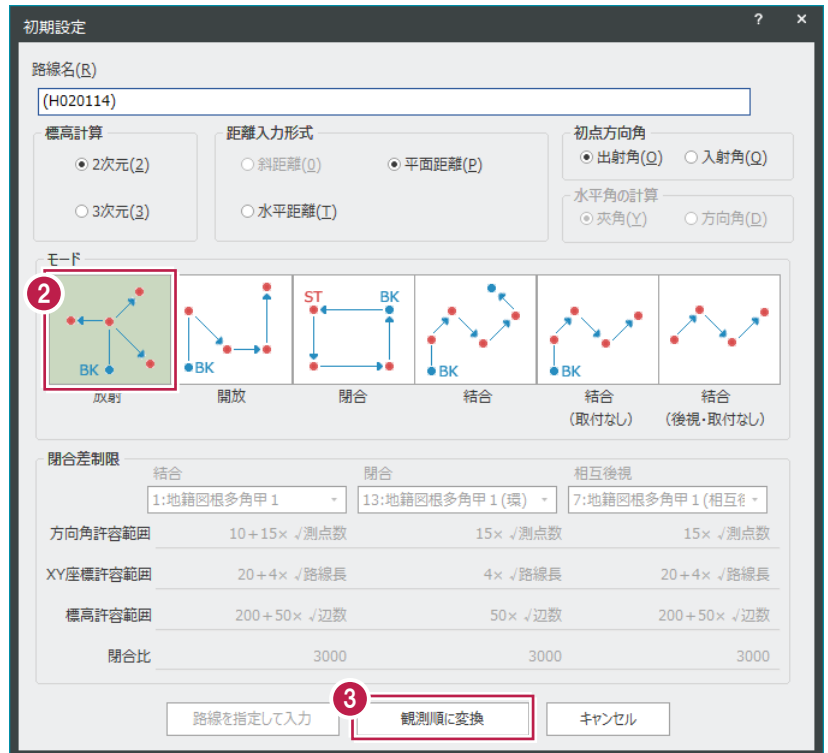 初期設定 ? ×
路線名(R)
(H020114)
標高計算 距離入力形式 初点方向角
2次元(2) 斜距離(0) 平面距離(P) 出射角(O) 入射角(Q)
水平角の計算
3次元(3) 水平距離(T) 夾角(Y) 方向角(D)
モード
2
ST BK
BK BK BK BK
放射 開放 閉合 結合 結合 結合
(取付なし) (後視・取付なし)
閉合差制限
結合 閉合 相互後視
1:地籍図根多角甲1 13:地籍図根多角甲1(環) 7:地籍図根多角甲1(相互
方向角許容範囲 10+15× √測点数 15× √測点数 15× √測点数
XY座標許容範囲 20+4× √路線長 4× √路線長 20+4× √路線長
標高許容範囲 200+50× √辺数 50× √辺数 200+50× √辺数
閉合比 3000 3000 3000
3
路線を指定して入力 観測順に変換 キャンセル